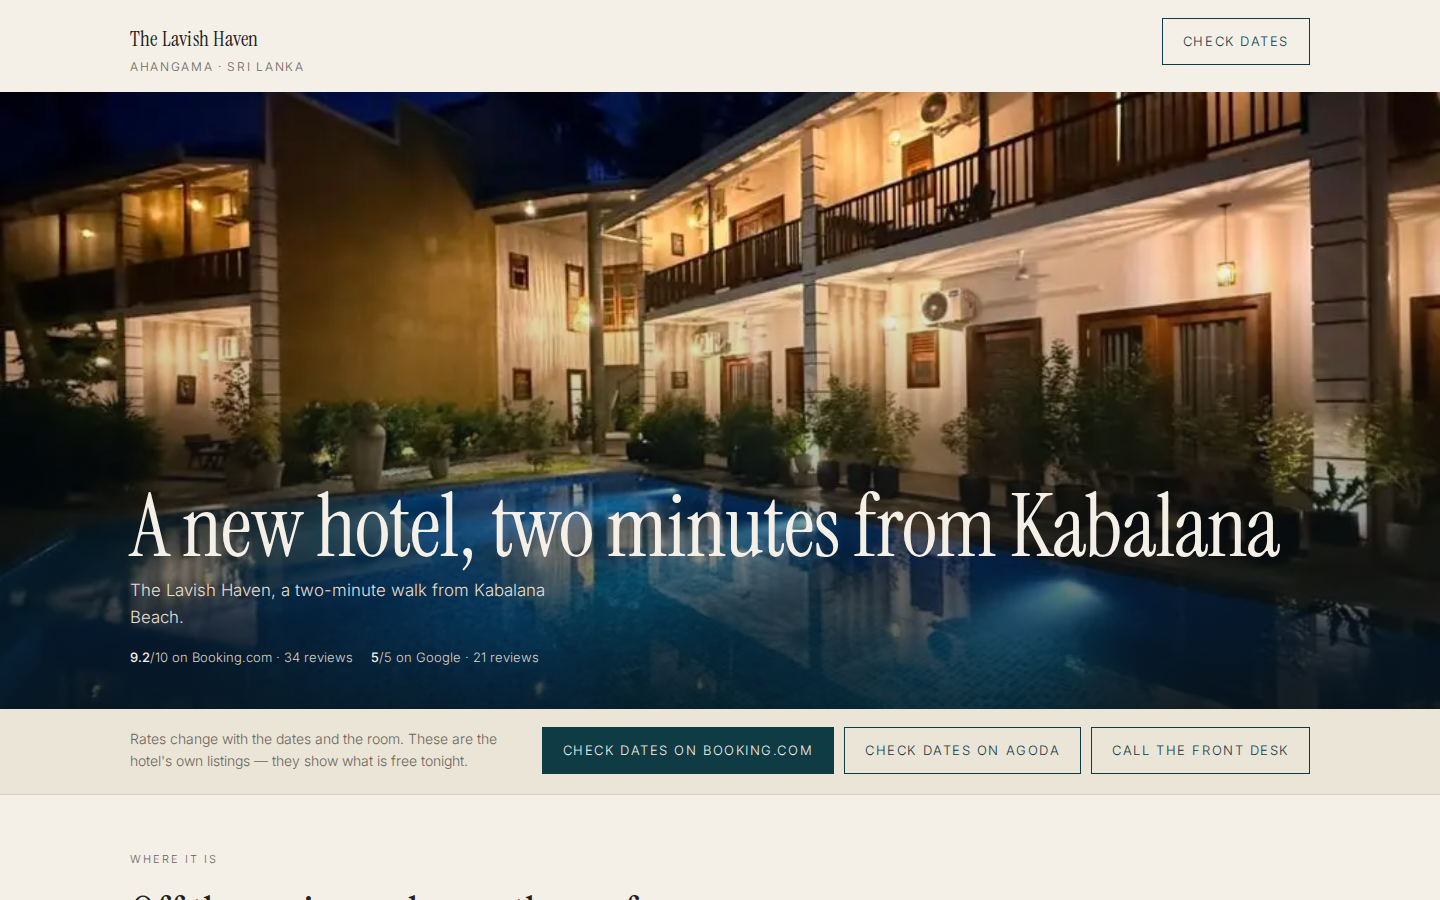 The Lavish Haven
AHANGAMA · SRI LANKA
CHECK DATES
A new hotel, two minutes from Kabalana
The Lavish Haven, a two-minute walk from Kabalana
Beach.
9.2/10 on Booking.com · 34 reviews 5/5 on Google · 21 reviews
Rates change with the dates and the room. These are the
hotel's own listings — they show what is free tonight.
CHECK DATES ON BOOKING.COM
CHECK DATES ON AGODA
CALL THE FRONT DESK
WHERE IT IS